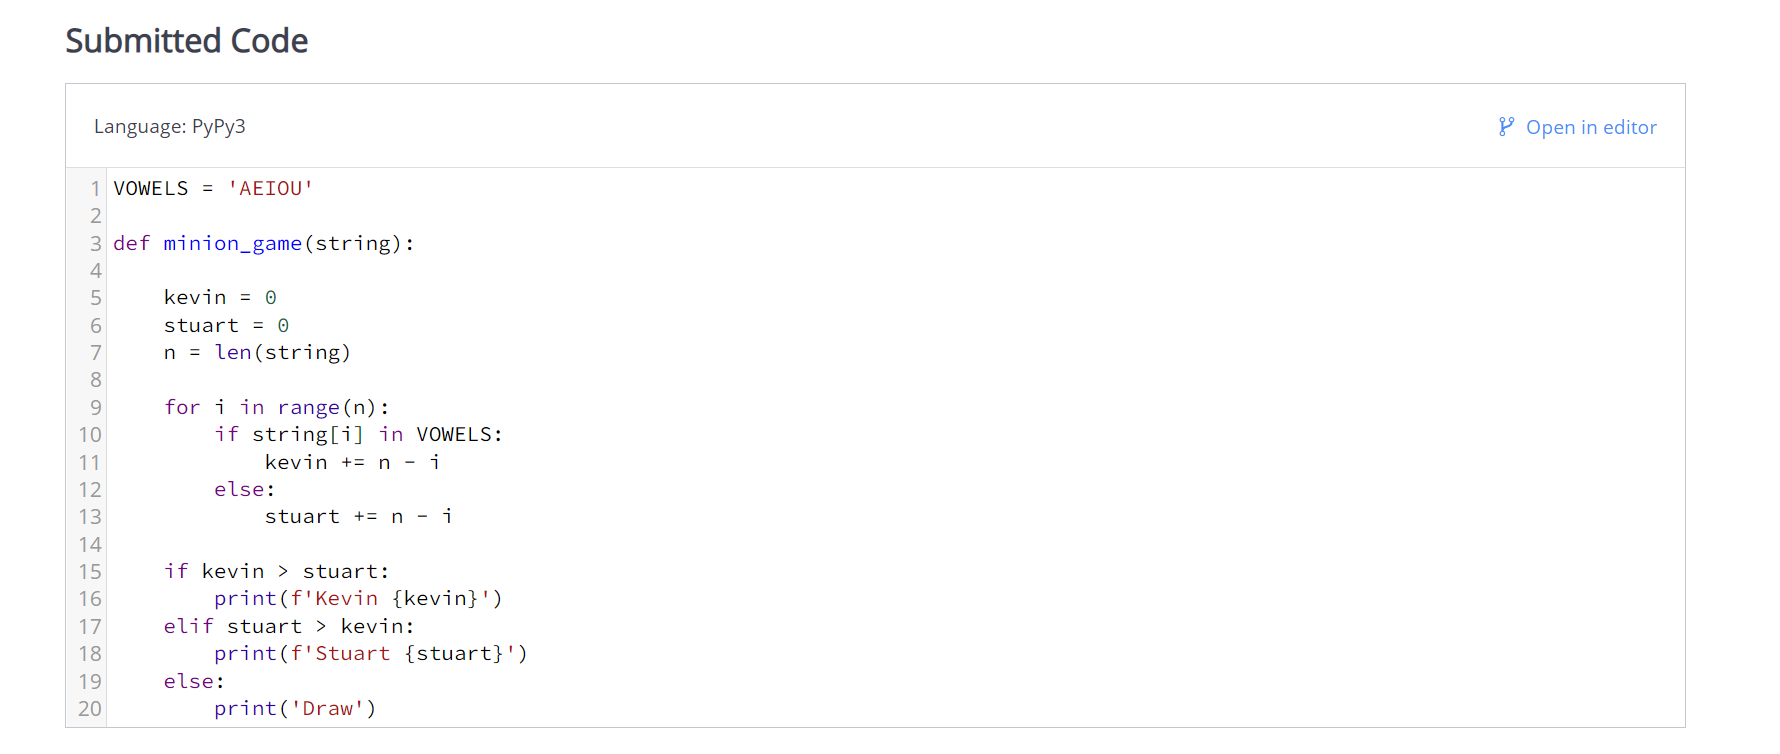 Submitted Code
Language: PyPy3
Open in editor
1 VOWELS = 'AEIOU'
2
3 def minion_game(string):
4
5     kevin = 0
6     stuart = 0
7     n = len(string)
8
9     for i in range(n):
10         if string[i] in VOWELS:
11             kevin += n - i
12         else:
13             stuart += n - i
14
15     if kevin > stuart:
16         print(f'Kevin {kevin}')
17     elif stuart > kevin:
18         print(f'Stuart {stuart}')
19     else:
20         print('Draw')